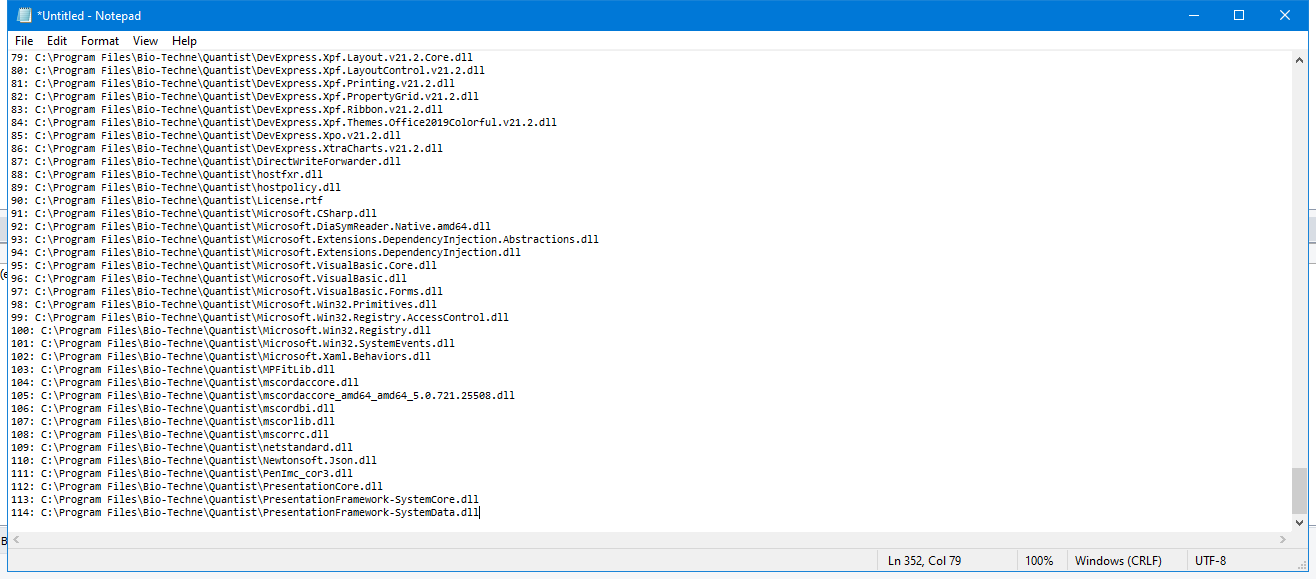 *Untitled - Notepad
File Edit Format View Help
79: C:\Program Files\Bio-Techne\Quantist\DevExpress.Xpf.Layout.v21.2.Core.dll
80: C:\Program Files\Bio-Techne\Quantist\DevExpress.Xpf.LayoutControl.v21.2.dll
81: C:\Program Files\Bio-Techne\Quantist\DevExpress.Xpf.Printing.v21.2.dll
82: C:\Program Files\Bio-Techne\Quantist\DevExpress.Xpf.PropertyGrid.v21.2.dll
83: C:\Program Files\Bio-Techne\Quantist\DevExpress.Xpf.Ribbon.v21.2.dll
84: C:\Program Files\Bio-Techne\Quantist\DevExpress.Xpf.Themes.Office2019Colorful.v21.2.dll
85: C:\Program Files\Bio-Techne\Quantist\DevExpress.Xpo.v21.2.dll
86: C:\Program Files\Bio-Techne\Quantist\DevExpress.XtraCharts.v21.2.dll
87: C:\Program Files\Bio-Techne\Quantist\DirectWriteForwarder.dll
88: C:\Program Files\Bio-Techne\Quantist\hostfxr.dll
89: C:\Program Files\Bio-Techne\Quantist\hostpolicy.dll
90: C:\Program Files\Bio-Techne\Quantist\License.rtf
91: C:\Program Files\Bio-Techne\Quantist\Microsoft.CSharp.dll
92: C:\Program Files\Bio-Techne\Quantist\Microsoft.DiaSymReader.Native.amd64.dll
93: C:\Program Files\Bio-Techne\Quantist\Microsoft.Extensions.DependencyInjection.Abstractions.dll
94: C:\Program Files\Bio-Techne\Quantist\Microsoft.Extensions.DependencyInjection.dll
95: C:\Program Files\Bio-Techne\Quantist\Microsoft.VisualBasic.Core.dll
96: C:\Program Files\Bio-Techne\Quantist\Microsoft.VisualBasic.dll
97: C:\Program Files\Bio-Techne\Quantist\Microsoft.VisualBasic.Forms.dll
98: C:\Program Files\Bio-Techne\Quantist\Microsoft.Win32.Primitives.dll
99: C:\Program Files\Bio-Techne\Quantist\Microsoft.Win32.Registry.AccessControl.dll
100: C:\Program Files\Bio-Techne\Quantist\Microsoft.Win32.Registry.dll
101: C:\Program Files\Bio-Techne\Quantist\Microsoft.Win32.SystemEvents.dll
102: C:\Program Files\Bio-Techne\Quantist\Microsoft.Xaml.Behaviors.dll
103: C:\Program Files\Bio-Techne\Quantist\MPFitLib.dll
104: C:\Program Files\Bio-Techne\Quantist\mscordaccore.dll
105: C:\Program Files\Bio-Techne\Quantist\mscordaccore_amd64_amd64_5.0.721.25508.dll
106: C:\Program Files\Bio-Techne\Quantist\mscordbi.dll
107: C:\Program Files\Bio-Techne\Quantist\mscorlib.dll
108: C:\Program Files\Bio-Techne\Quantist\mscorrc.dll
109: C:\Program Files\Bio-Techne\Quantist\netstandard.dll
110: C:\Program Files\Bio-Techne\Quantist\Newtonsoft.Json.dll
111: C:\Program Files\Bio-Techne\Quantist\PenImc_cor3.dll
112: C:\Program Files\Bio-Techne\Quantist\PresentationCore.dll
113: C:\Program Files\Bio-Techne\Quantist\PresentationFramework-SystemCore.dll
114: C:\Program Files\Bio-Techne\Quantist\PresentationFramework-SystemData.dll
Ln 352, Col 79 100% Windows (CRLF) UTF-8